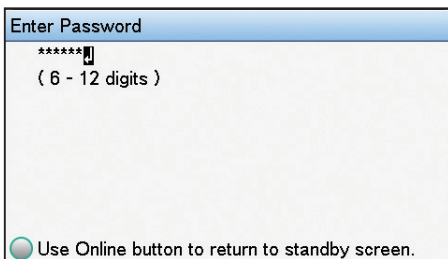 Enter Password
******↲
( 6 - 12 digits )
Use Online button to return to standby screen.